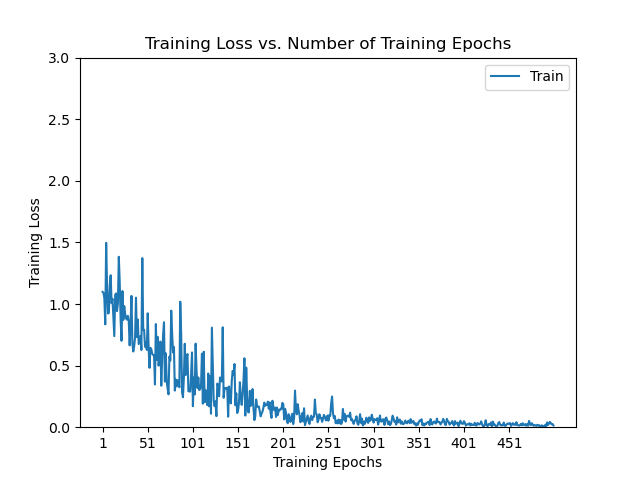 Training Loss vs. Number of Training Epochs
Train
3.0
2.5
2.0
1.5
1.0
0.5
0.0
Training Loss
1 51 101 151 201 251 301 351 401 451
Training Epochs